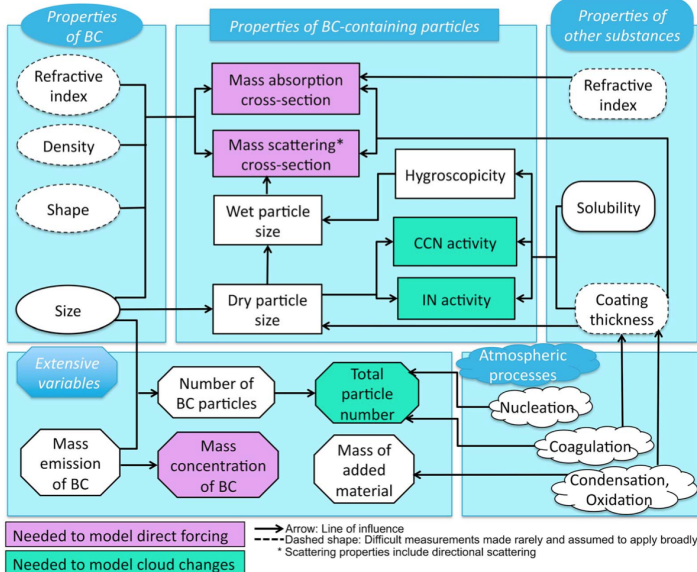 Properties
of BC
Properties of BC-containing particles
Properties of
other substances
Refractive
index
Density
Shape
Size
Mass absorption
cross-section
Mass scattering*
cross-section
Wet particle
size
Dry particle
size
Hygroscopicity
CCN activity
IN activity
Refractive
index
Solubility
Coating
thickness
Extensive
variables
Number of
BC particles
Total
particle
number
Mass
emission
of BC
Mass
concentration
of BC
Mass of
added
material
Atmospheric
processes
Nucleation
Coagulation
Condensation,
Oxidation
Needed to model direct forcing
Needed to model cloud changes
Arrow: Line of influence
Dashed shape: Difficult measurements made rarely and assumed to apply broadly
* Scattering properties include directional scattering